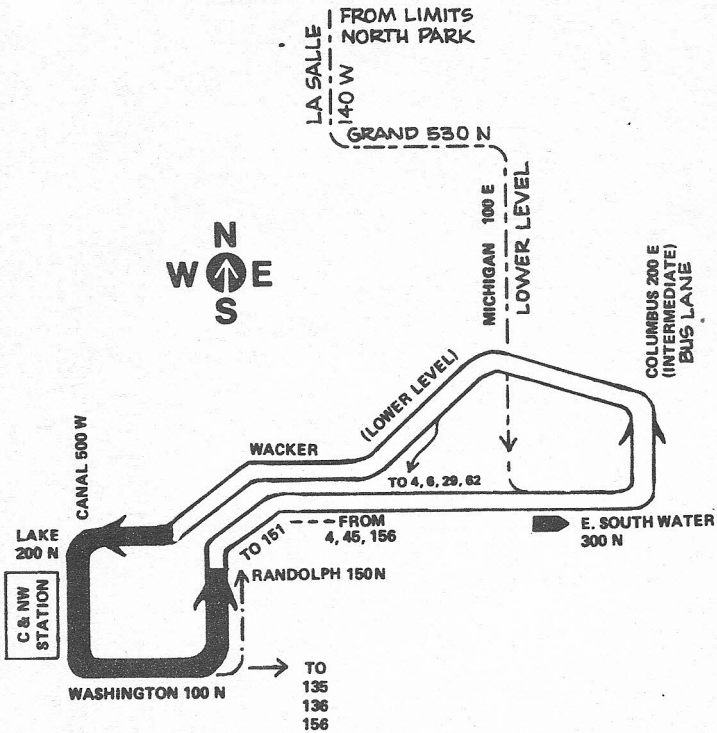 FROM LIMITS
NORTH PARK
LA SALLE
140 W
GRAND 530 N
MICHIGAN 100 E
LOWER LEVEL
COLUMBUS 200 E
(INTERMEDIATE)
BUS LANE
N
W E
S
(LOWER LEVEL)
WACKER
CANAL 500 W
TO 4, 6, 29, 62
LAKE
200 N
TO 151
FROM
4, 45, 156
E. SOUTH WATER
300 N
RANDOLPH 150 N
C & NW
STATION
WASHINGTON 100 N
TO
135
136
156